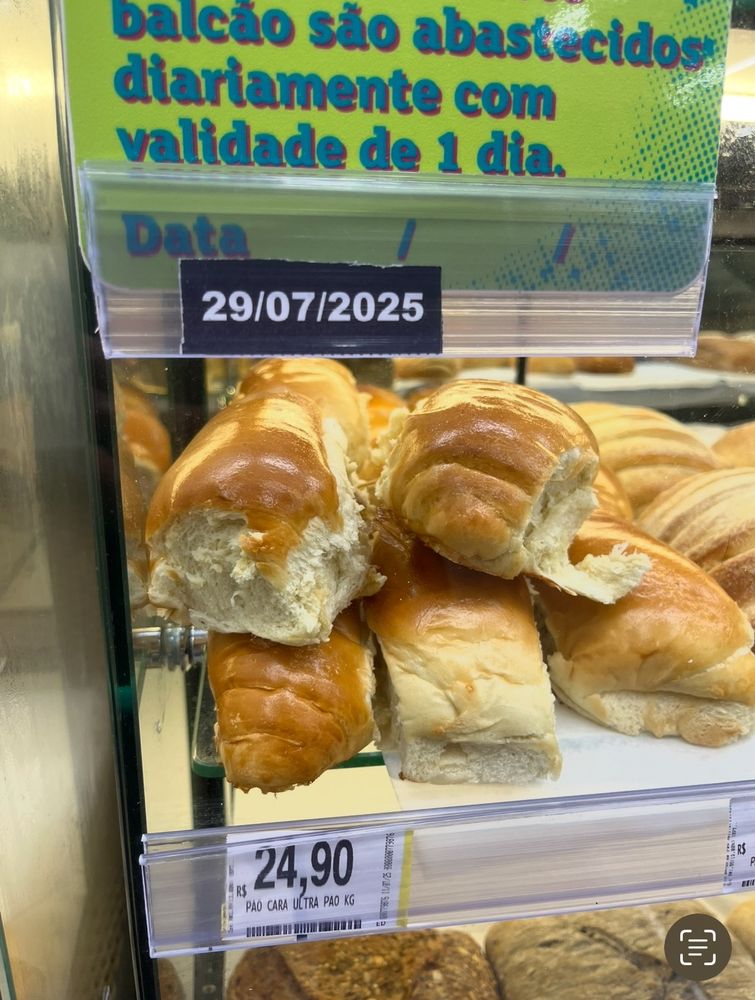 balcão são abastecidos
diariamente com
validade de 1 dia.
Data / /
29/07/2025
R$ 24,90
PAO CARA ULTRA PAO KG
R$